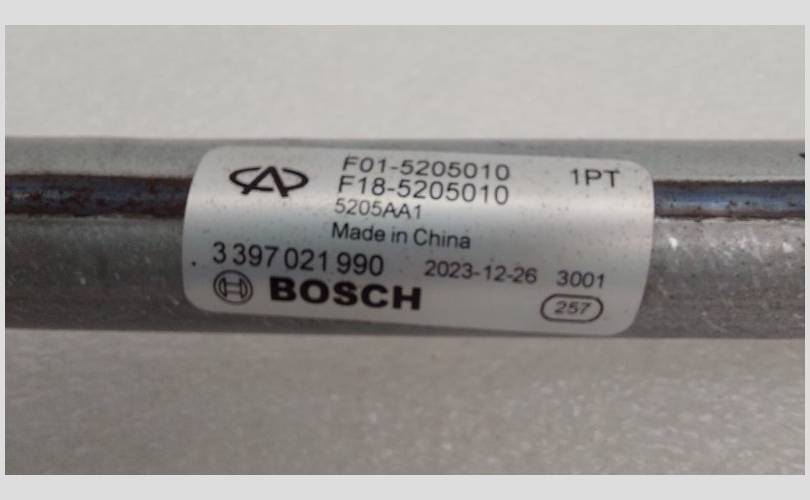 F01-5205010 1PT
F18-5205010
5205AA1
Made in China
3 397 021 990 2023-12-26 3001
BOSCH 257